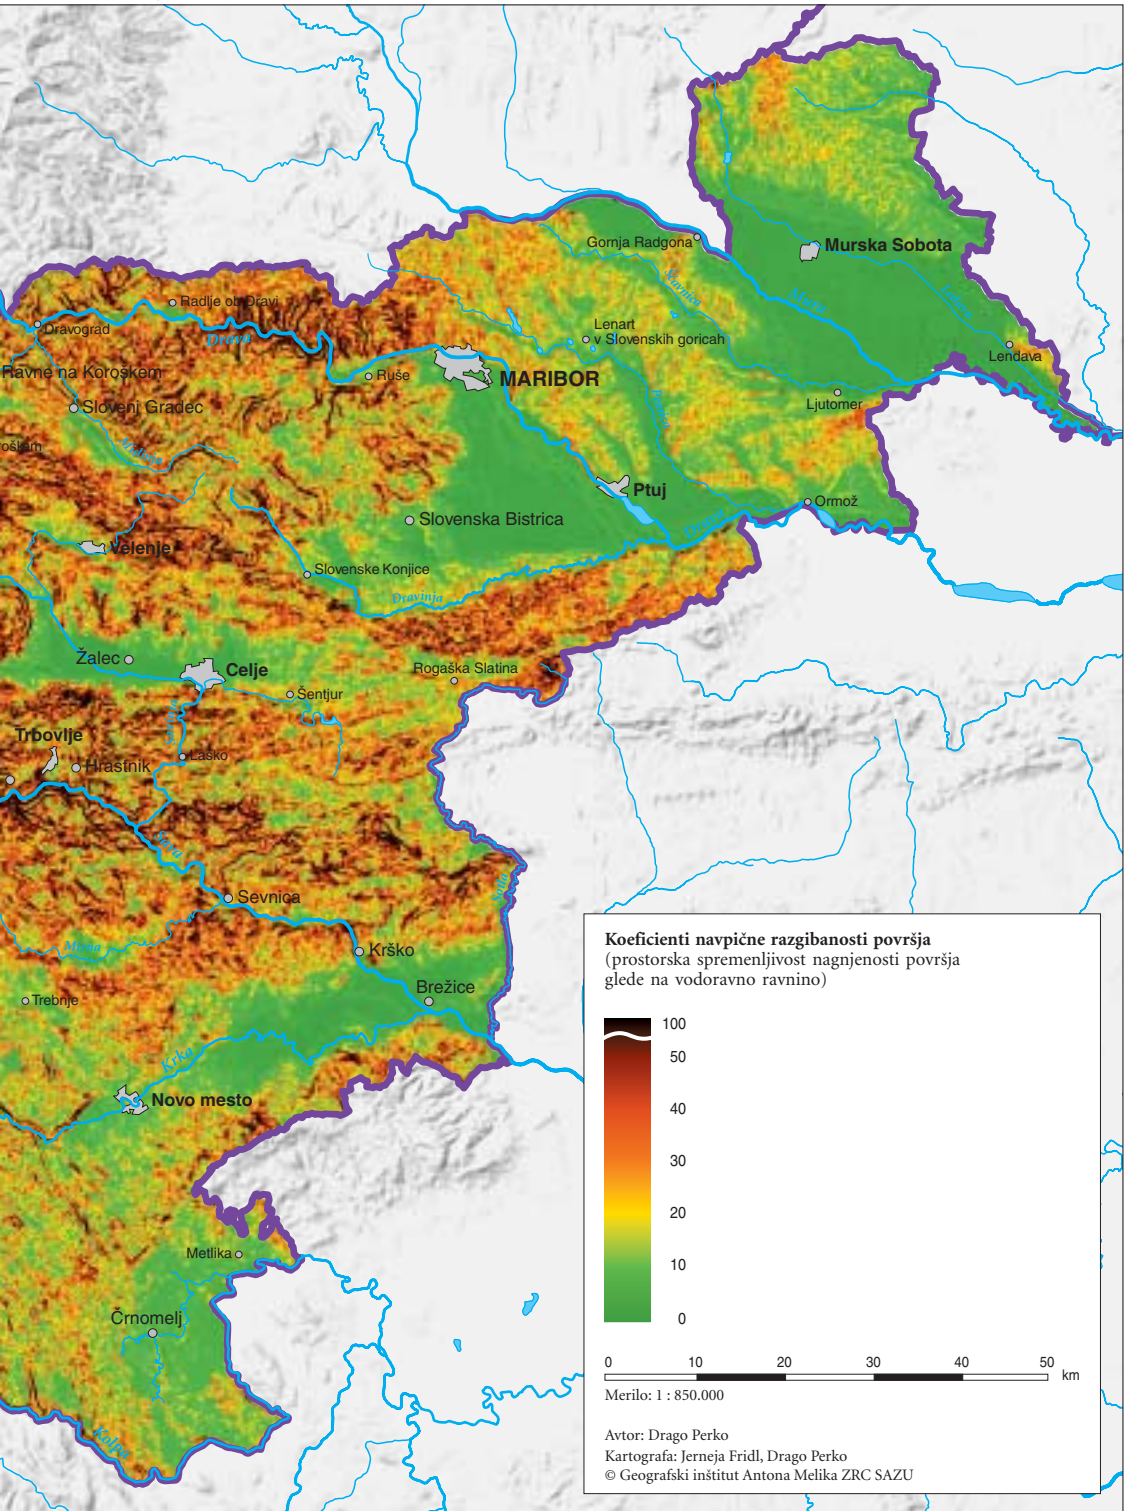 Murska Sobota
Gornja Radgona
Ščavnica
Mura
Ledava
Radlje ob Dravi
Dravograd
Drava
Lenart
v Slovenskih goricah
Lendava
Ravne na Koroškem
Ruše
MARIBOR
Slovenj Gradec
Ljutomer
Pesnica
Mislinja
oškem
Ptuj
Ormož
Slovenska Bistrica
Drava
Velenje
Slovenske Konjice
Dravinja
Žalec
Celje
Rogaška Slatina
Šentjur
Savinja
Trbovlje
Laško
Hrastnik
Sava
Sotla
Sevnica
Mirna
Krško
Brežice
Trebnje
Krka
Novo mesto
Metlika
Črnomelj
Kolpa
Koeficienti navpične razgibanosti površja
(prostorska spremenljivost nagnjenosti površja
glede na vodoravno ravnino)
100
50
40
30
20
10
0
0 10 20 30 40 50
km
Merilo: 1 : 850.000
Avtor: Drago Perko
Kartografa: Jerneja Fridl, Drago Perko
© Geografski inštitut Antona Melika ZRC SAZU